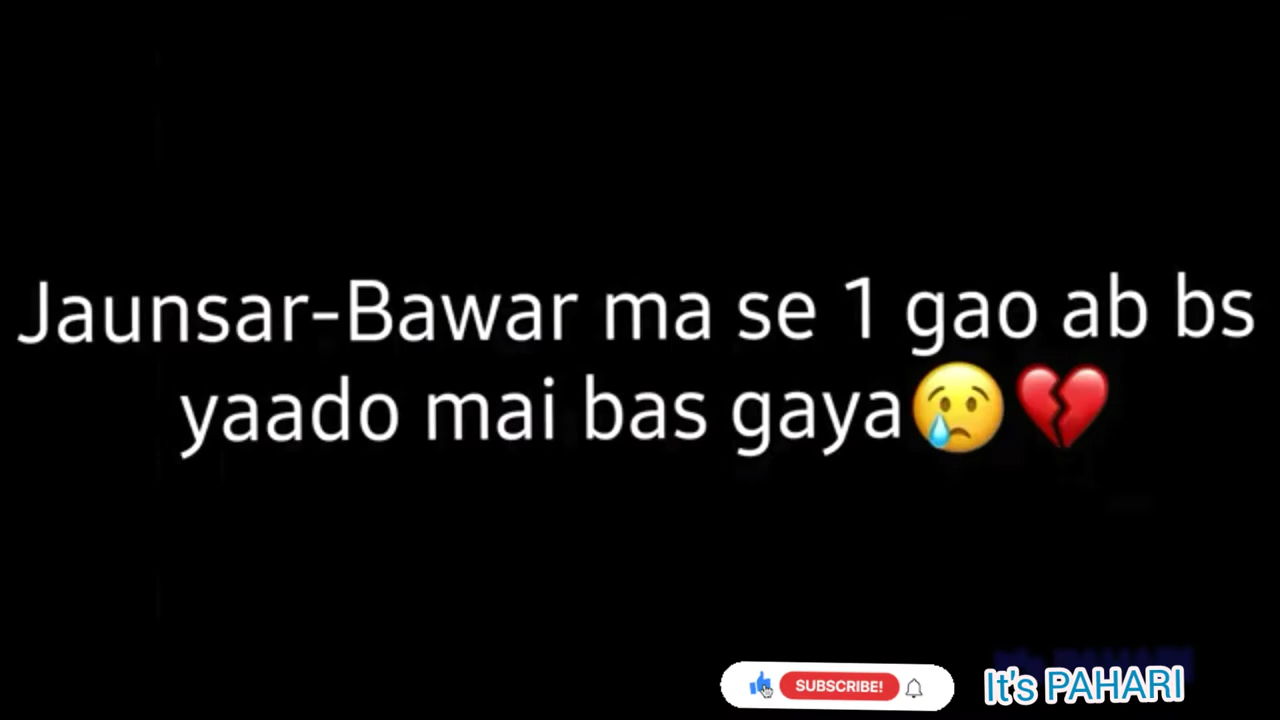 Jaunsar-Bawar ma se 1 gao ab bs
yaado mai bas gaya😢💔
SUBSCRIBE!
It's PAHARI